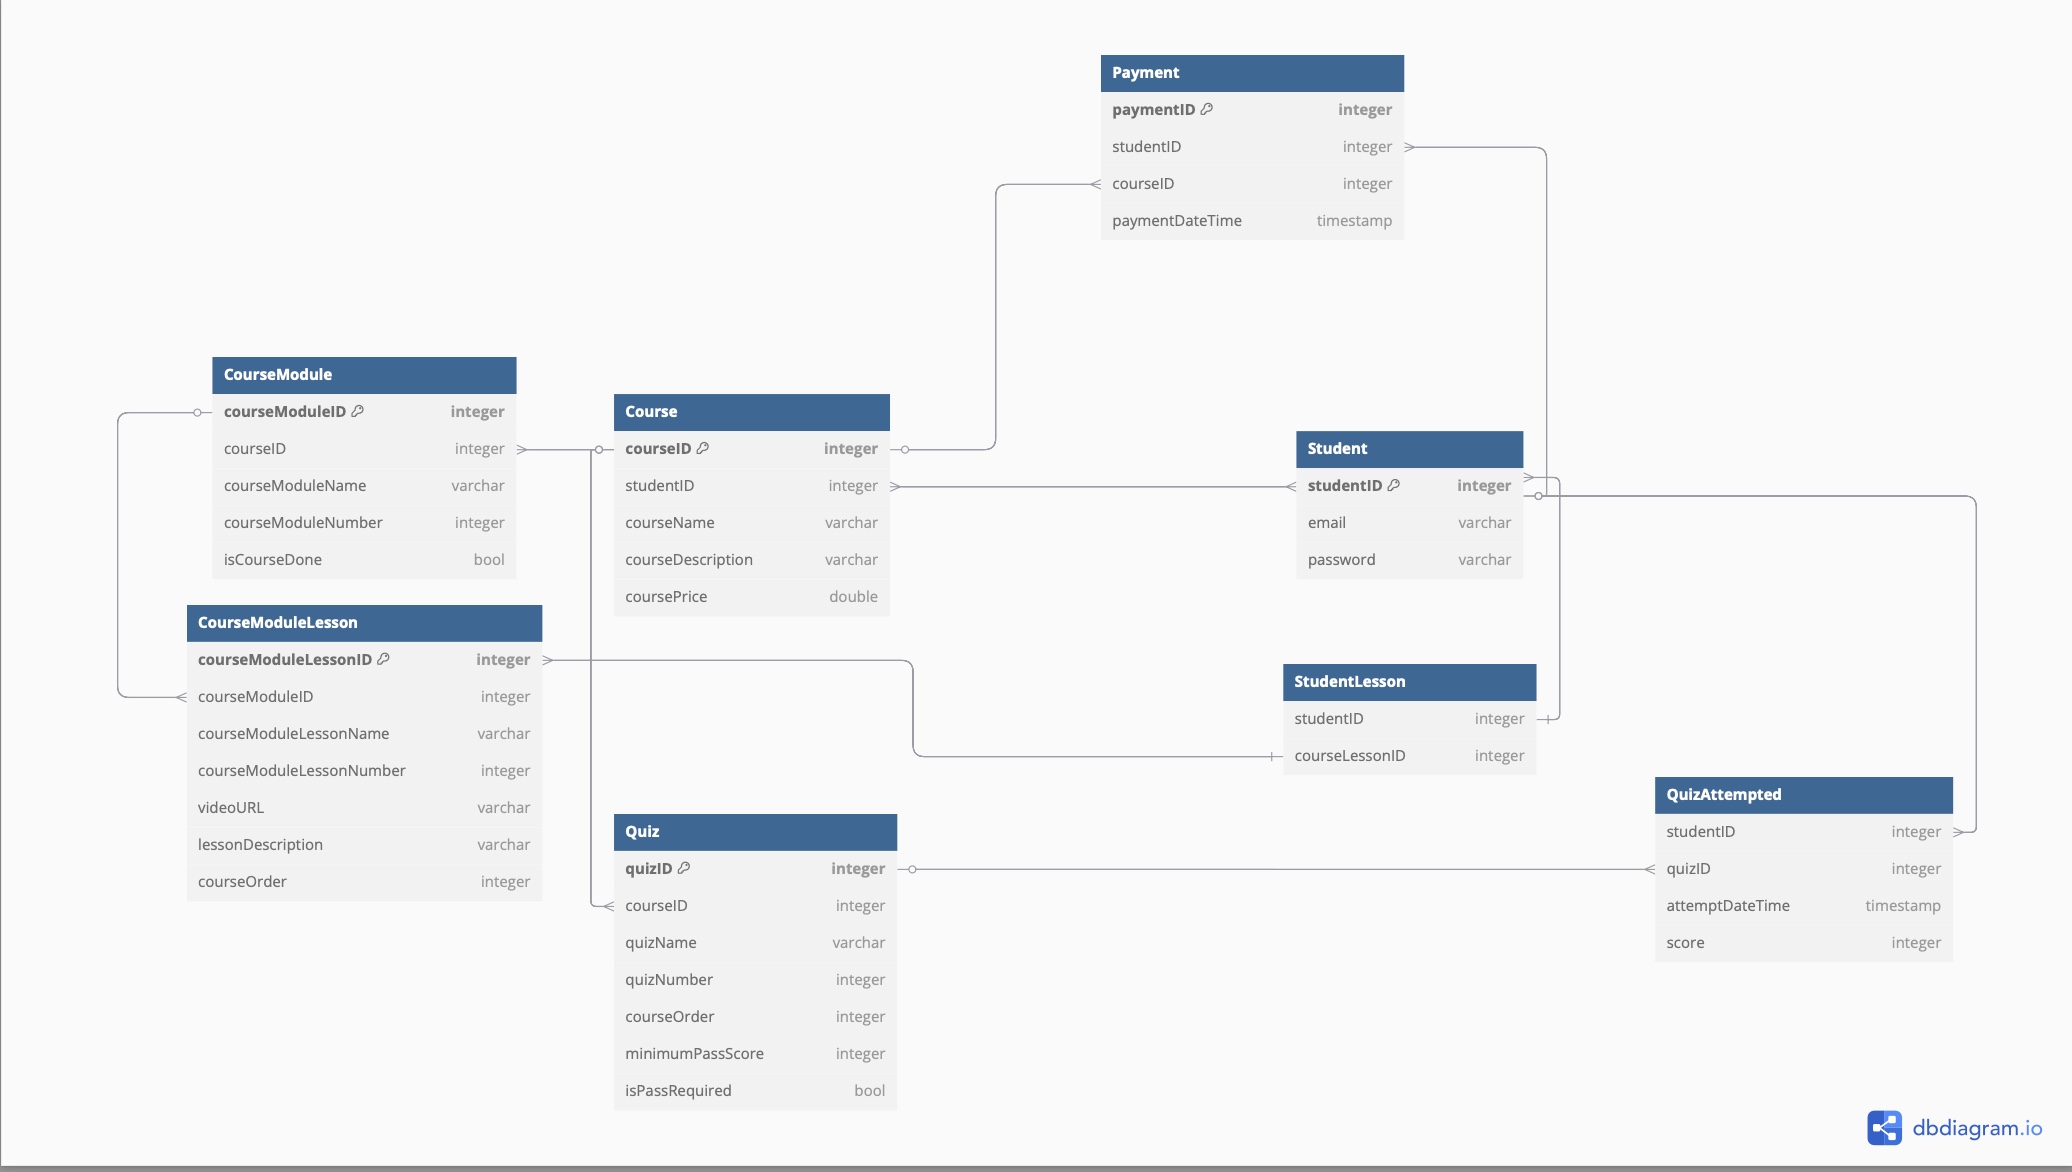 Payment
paymentID integer
studentID integer
courseID integer
paymentDateTime timestamp
CourseModule
courseModuleID integer
courseID integer
courseModuleName varchar
courseModuleNumber integer
isCourseDone bool
Course
courseID integer
studentID integer
courseName varchar
courseDescription varchar
coursePrice double
Student
studentID integer
email varchar
password varchar
CourseModuleLesson
courseModuleLessonID integer
courseModuleID integer
courseModuleLessonName varchar
courseModuleLessonNumber integer
videoURL varchar
lessonDescription varchar
courseOrder integer
StudentLesson
studentID integer
courseLessonID integer
Quiz
quizID integer
courseID integer
quizName varchar
quizNumber integer
courseOrder integer
minimumPassScore integer
isPassRequired bool
QuizAttempted
studentID integer
quizID integer
attemptDateTime timestamp
score integer
dbdiagram.io